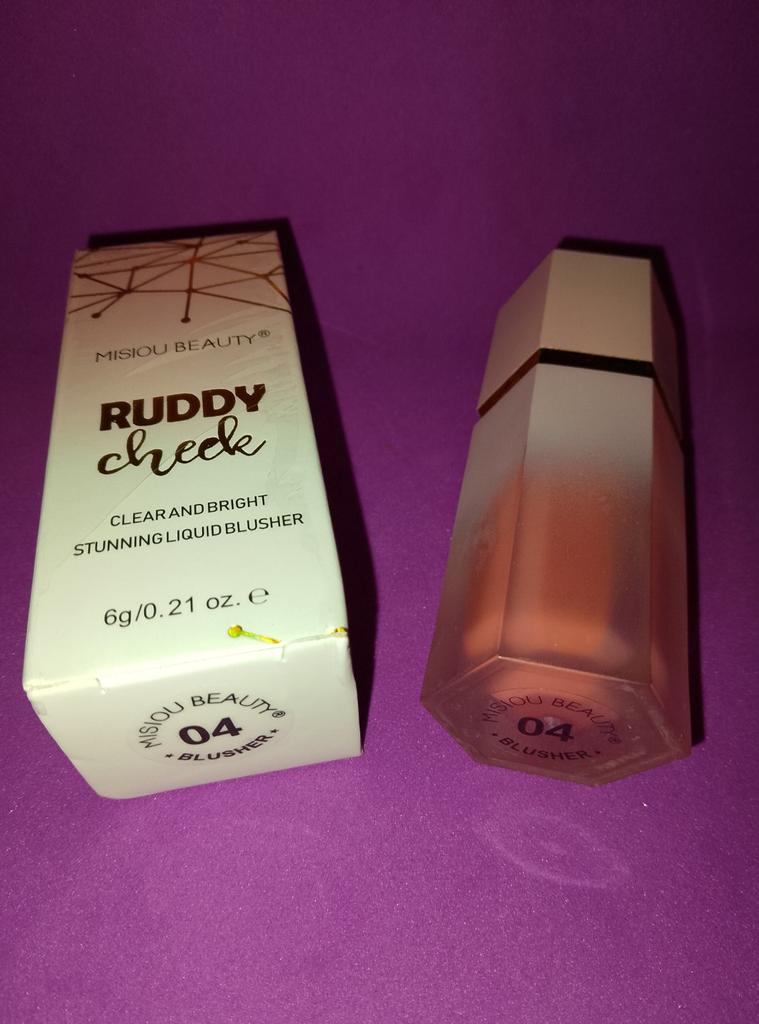 MISIOU BEAUTY®
RUDDY
cheek
CLEAR AND BRIGHT
STUNNING LIQUID BLUSHER
6g/0.21 oz. ℮
MISIOU BEAUTY®
04
★ BLUSHER ★
MISIOU BEAUTY®
04
★ BLUSHER ★